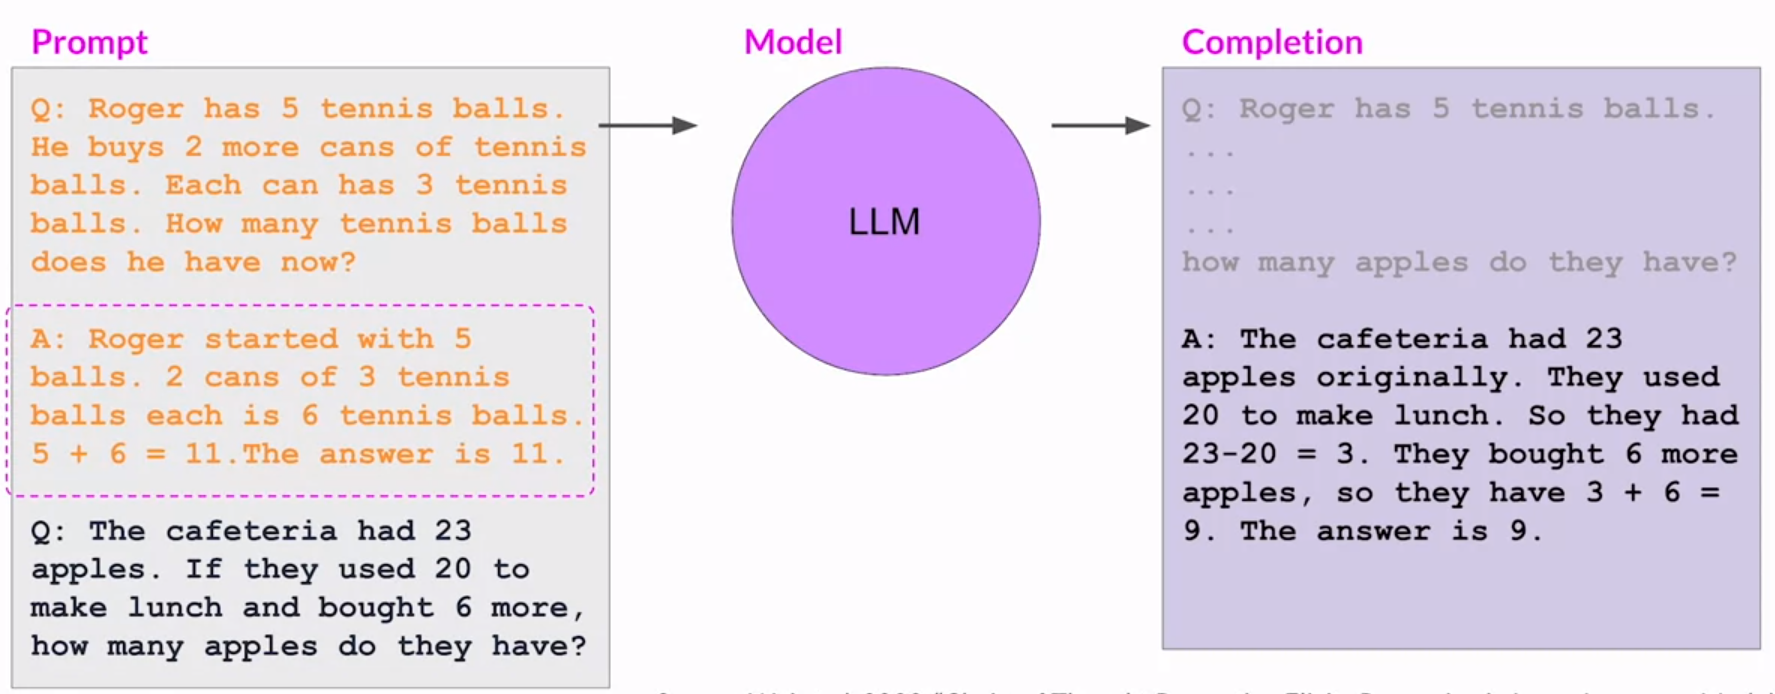 Prompt
Q: Roger has 5 tennis balls.
He buys 2 more cans of tennis
balls. Each can has 3 tennis
balls. How many tennis balls
does he have now?
A: Roger started with 5
balls. 2 cans of 3 tennis
balls each is 6 tennis balls.
5 + 6 = 11.The answer is 11.
Q: The cafeteria had 23
apples. If they used 20 to
make lunch and bought 6 more,
how many apples do they have?
Model
LLM
Completion
Q: Roger has 5 tennis balls.
...
...
...
how many apples do they have?
A: The cafeteria had 23
apples originally. They used
20 to make lunch. So they had
23-20 = 3. They bought 6 more
apples, so they have 3 + 6 =
9. The answer is 9.